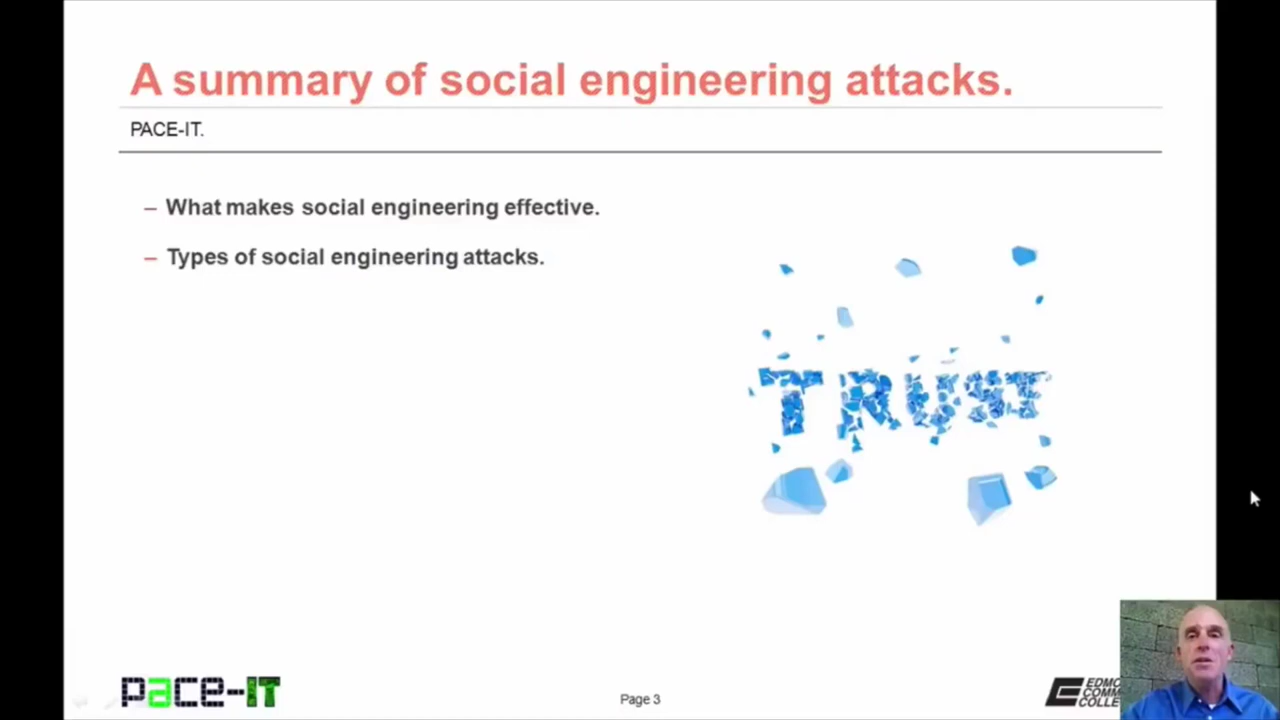 A summary of social engineering attacks.
PACE-IT.
– What makes social engineering effective.
– Types of social engineering attacks.
TRUST
pace-IT
Page 3